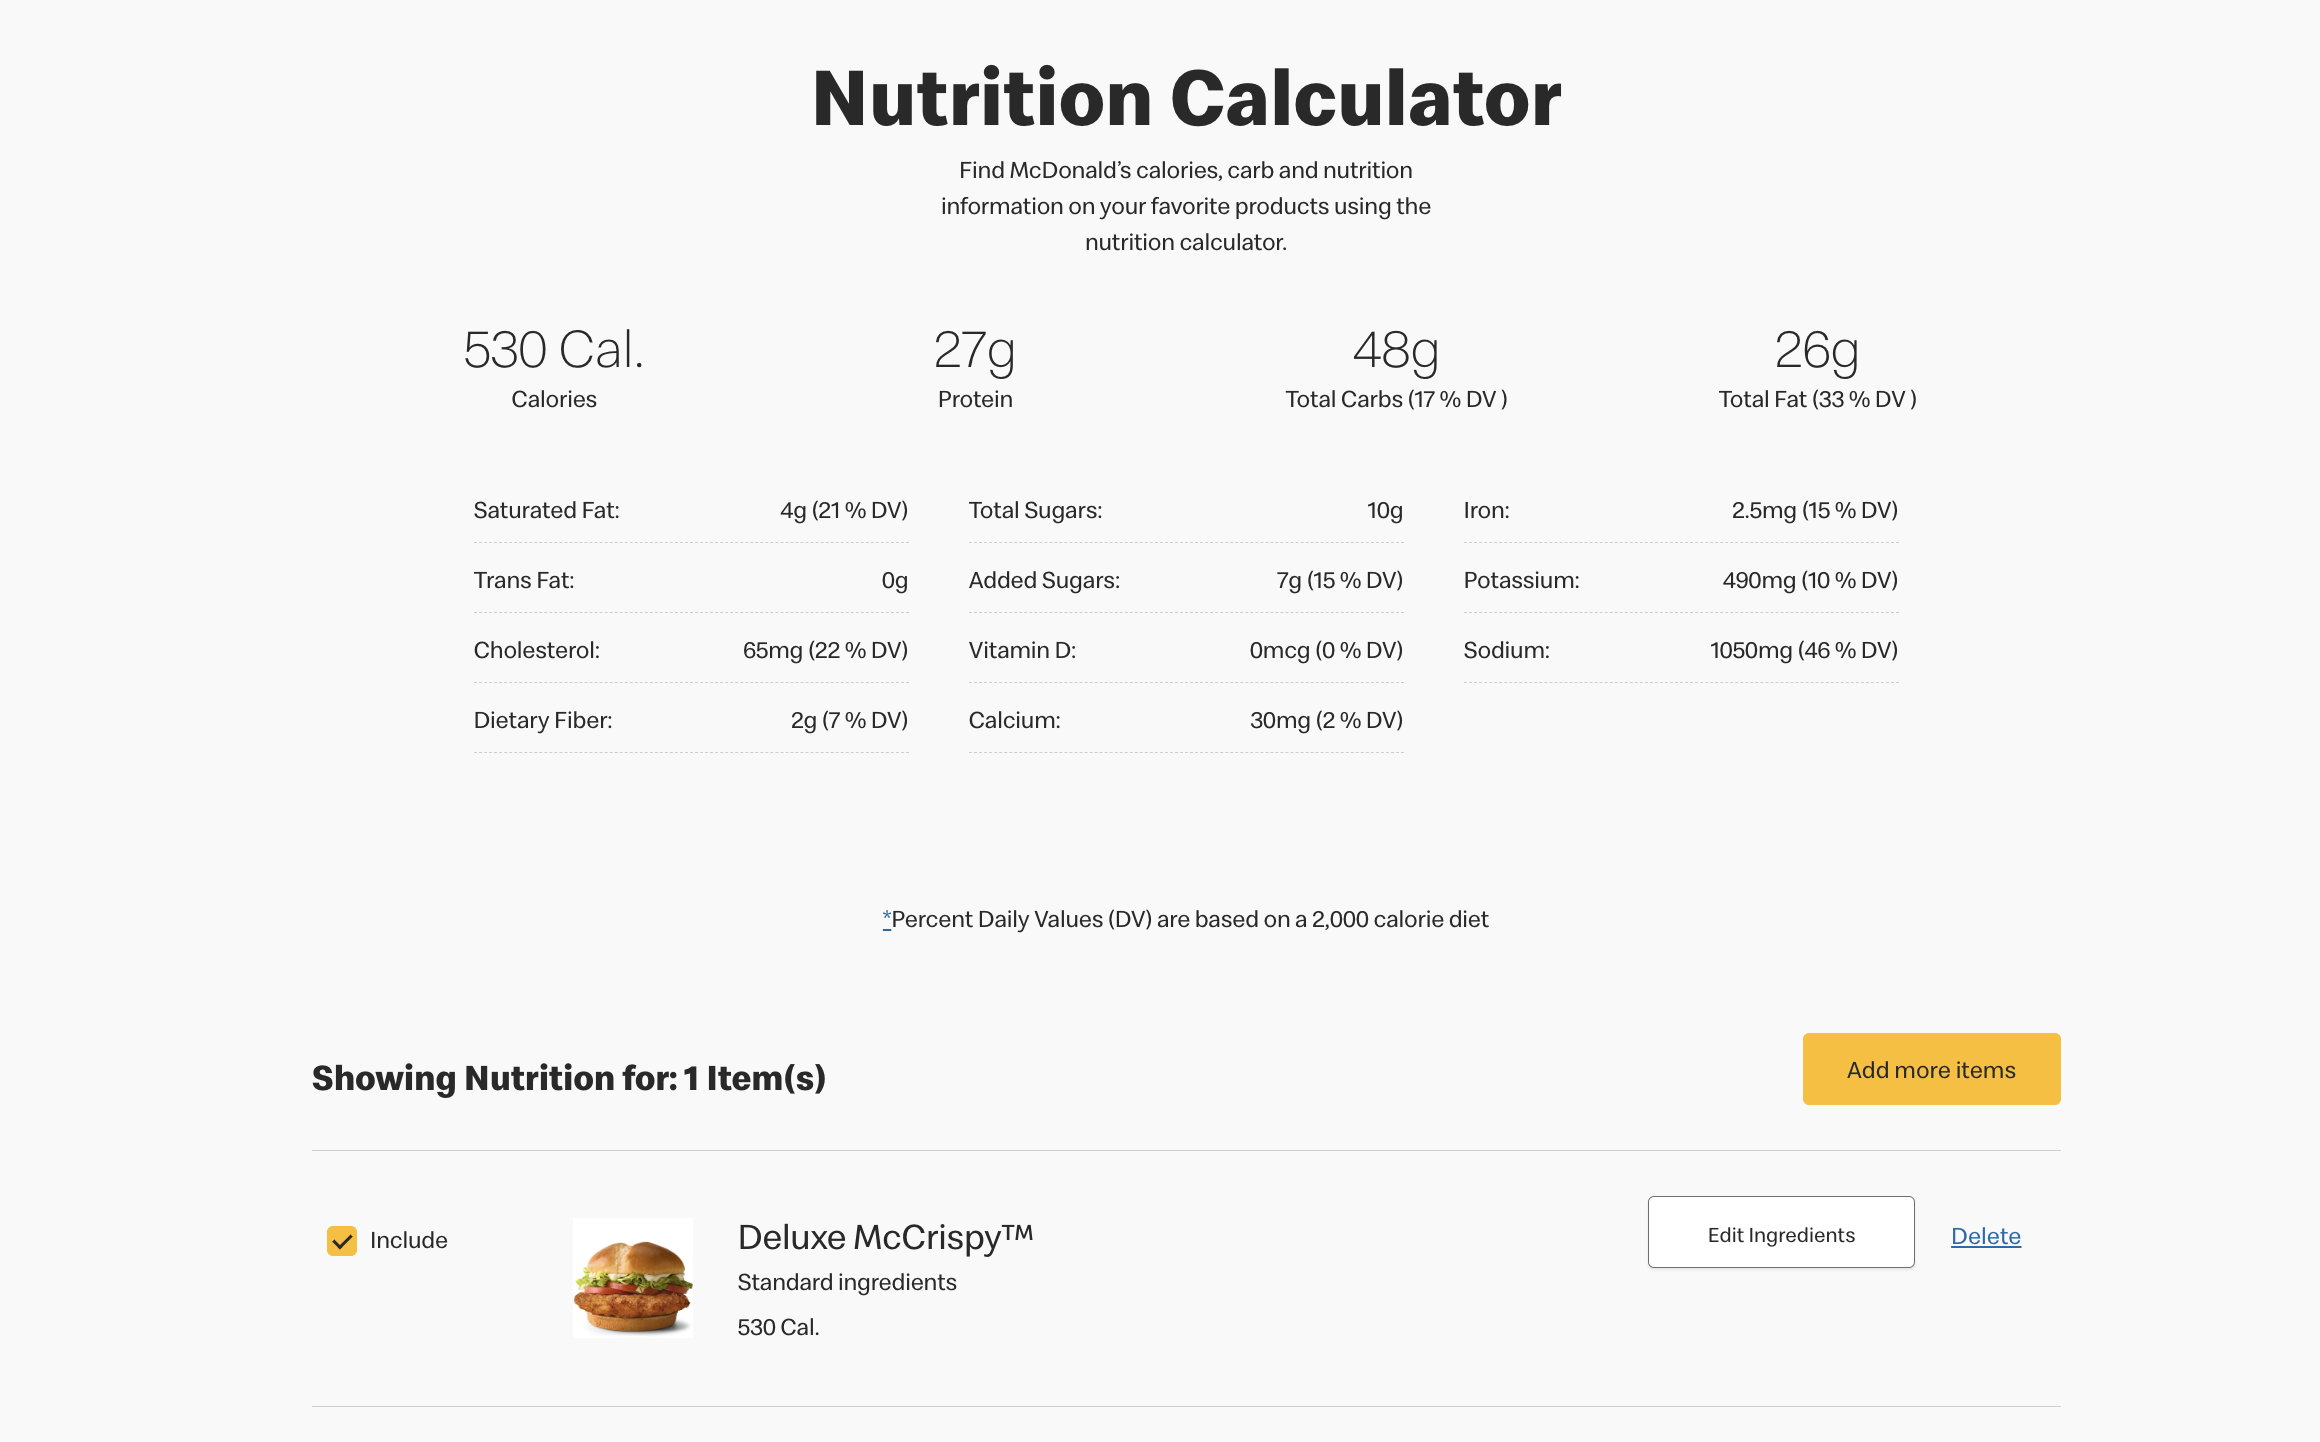 Nutrition Calculator
Find McDonald’s calories, carb and nutrition
information on your favorite products using the
nutrition calculator.
530 Cal.
Calories
27g
Protein
48g
Total Carbs (17 % DV )
26g
Total Fat (33 % DV )
Saturated Fat: 4g (21 % DV)
Trans Fat: 0g
Cholesterol: 65mg (22 % DV)
Dietary Fiber: 2g (7 % DV)
Total Sugars: 10g
Added Sugars: 7g (15 % DV)
Vitamin D: 0mcg (0 % DV)
Calcium: 30mg (2 % DV)
Iron: 2.5mg (15 % DV)
Potassium: 490mg (10 % DV)
Sodium: 1050mg (46 % DV)
*Percent Daily Values (DV) are based on a 2,000 calorie diet
Showing Nutrition for: 1 Item(s)
Add more items
Include
Deluxe McCrispy™
Standard ingredients
530 Cal.
Edit Ingredients
Delete